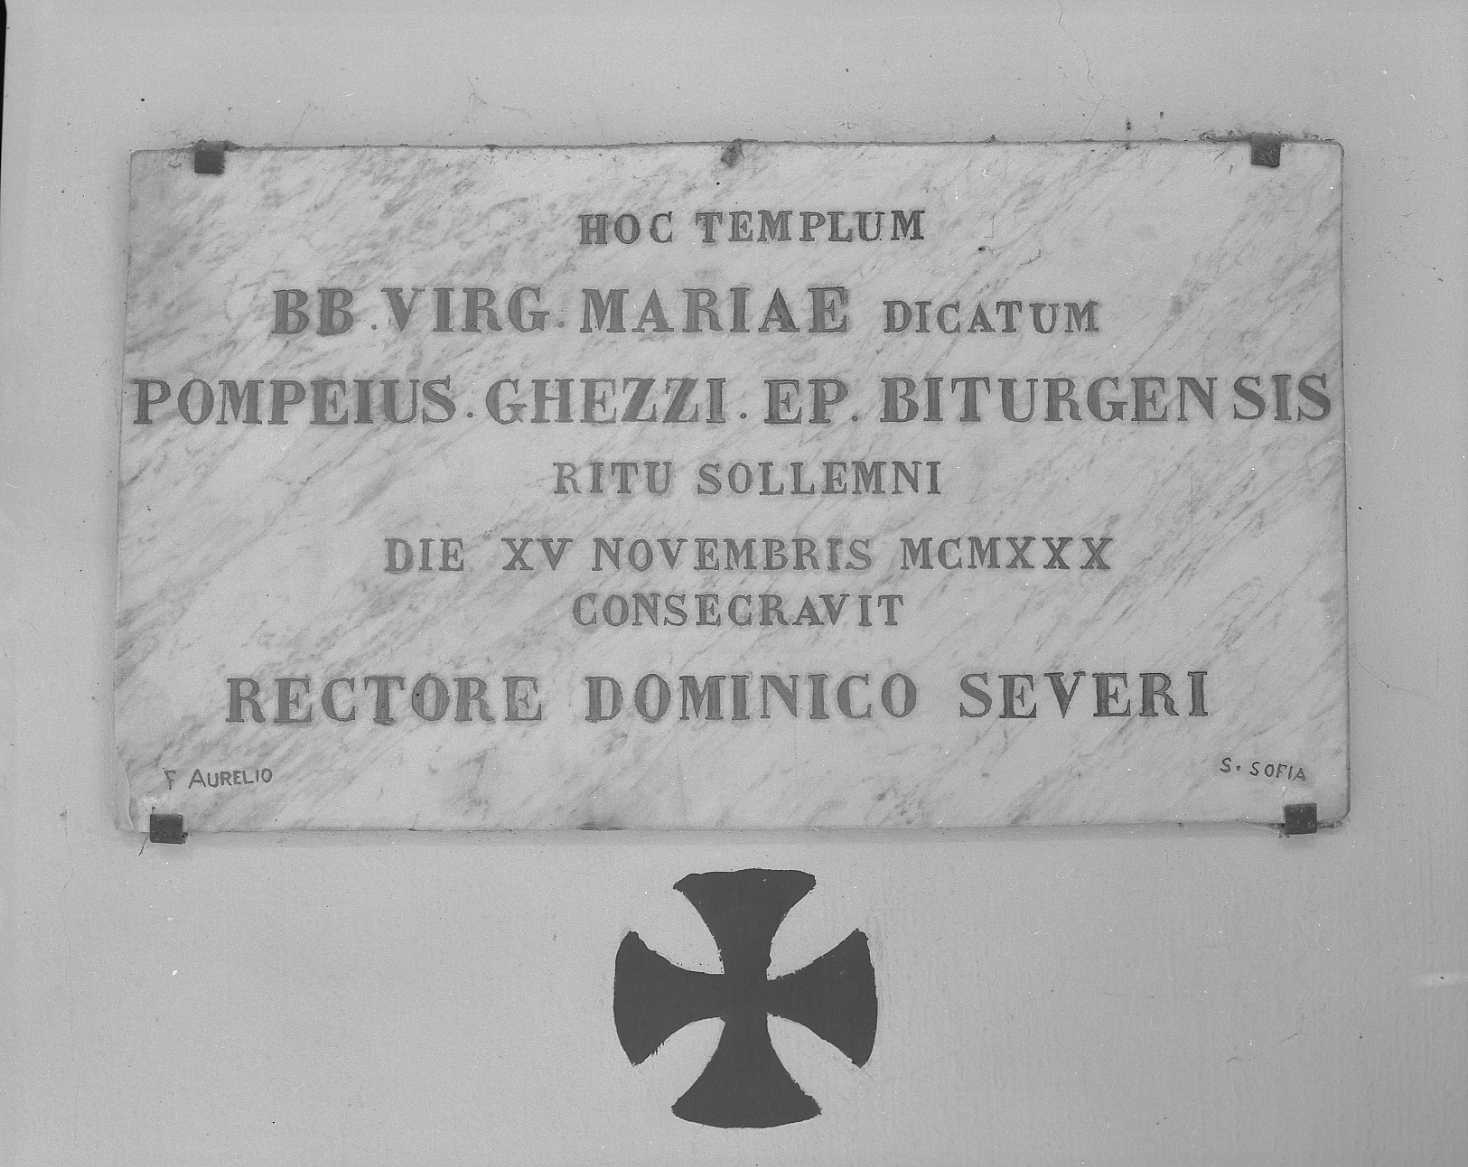 HOC TEMPLUM
BB. VIRG. MARIAE DICATUM
POMPEIUS. GHEZZI. EP. BITURGENSIS
RITU SOLLEMNI
DIE XV NOVEMBRIS MCMXXX
CONSECRAVIT
RECTORE DOMINICO SEVERI
F AURELIO
S. SOFIA